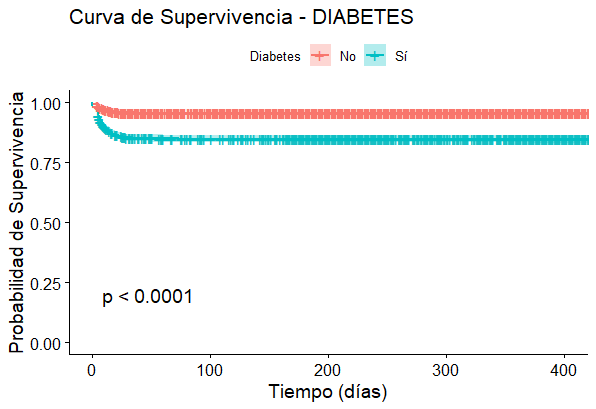 Curva de Supervivencia - DIABETES
Diabetes No Sí
Probabilidad de Supervivencia
1.00
0.75
0.50
0.25
0.00
p < 0.0001
0 100 200 300 400
Tiempo (días)